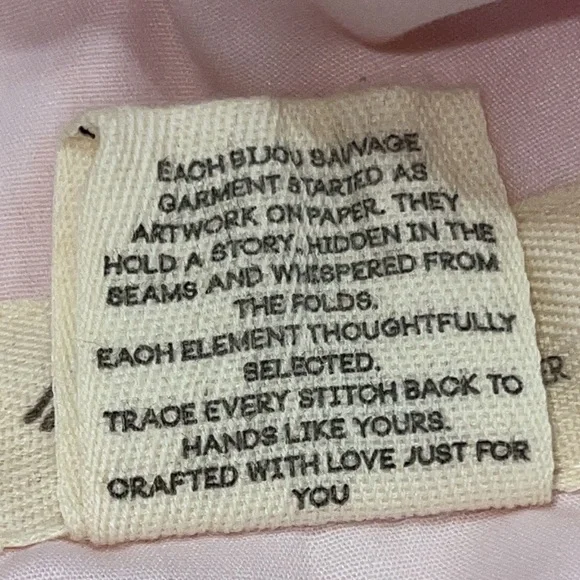 EACH BIJOU SAUVAGE
GARMENT STARTED AS
ARTWORK ON PAPER. THEY
HOLD A STORY, HIDDEN IN THE
SEAMS AND WHISPERED FROM
THE FOLDS.
EACH ELEMENT THOUGHTFULLY
SELECTED.
TRACE EVERY STITCH BACK TO
HANDS LIKE YOURS.
CRAFTED WITH LOVE JUST FOR
YOU
ER